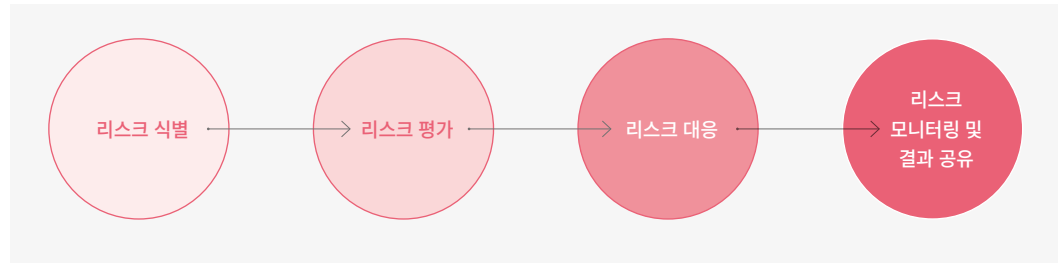 리스크 식별
리스크 평가
리스크 대응
리스크
모니터링 및
결과 공유